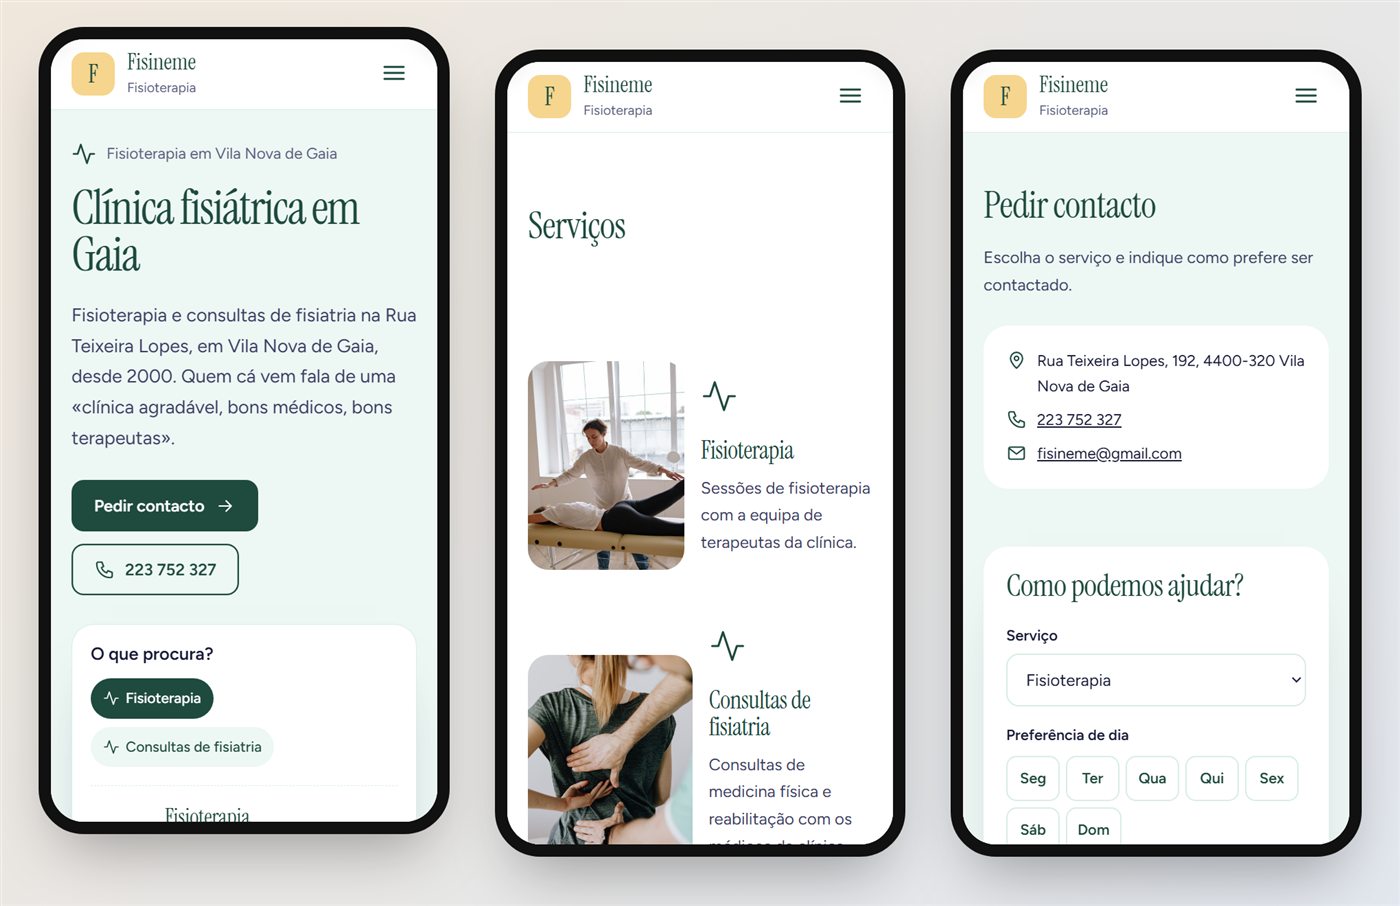 F
Fisineme
Fisioterapia
Fisioterapia em Vila Nova de Gaia
Clínica fisiátrica em
Gaia
Fisioterapia e consultas de fisiatria na Rua
Teixeira Lopes, em Vila Nova de Gaia,
desde 2000. Quem cá vem fala de uma
«clínica agradável, bons médicos, bons
terapeutas».
Pedir contacto
223 752 327
O que procura?
Fisioterapia
Consultas de fisiatria
Fisioterapia
F
Fisineme
Fisioterapia
Serviços
Fisioterapia
Sessões de fisioterapia
com a equipa de
terapeutas da clínica.
Consultas de
fisiatria
Consultas de
medicina física e
reabilitação com os
médicos da clínica
F
Fisineme
Fisioterapia
Pedir contacto
Escolha o serviço e indique como prefere ser
contactado.
Rua Teixeira Lopes, 192, 4400-320 Vila
Nova de Gaia
223 752 327
fisineme@gmail.com
Como podemos ajudar?
Serviço
Fisioterapia
Preferência de dia
Seg Ter Qua Qui Sex
Sáb Dom